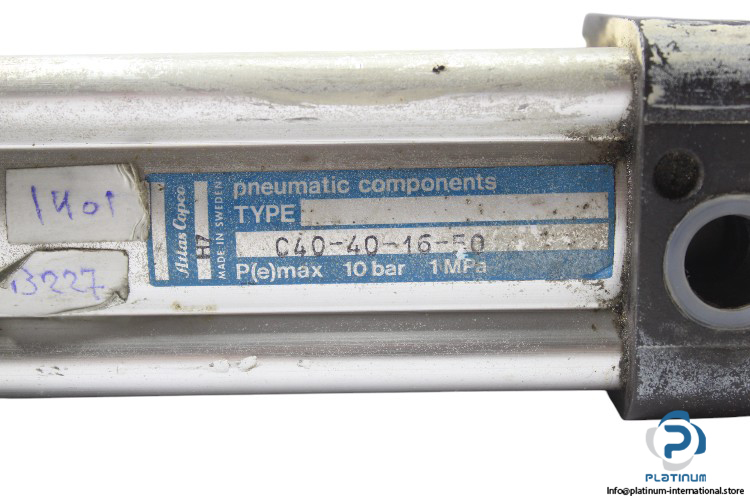 1401
13227
Atlas Copco
H7
MADE IN SWEDEN
pneumatic components
TYPE
C40-40-16-50
P(e)max 10 bar 1 MPa
PLATINUM
Info@platinum-international.store